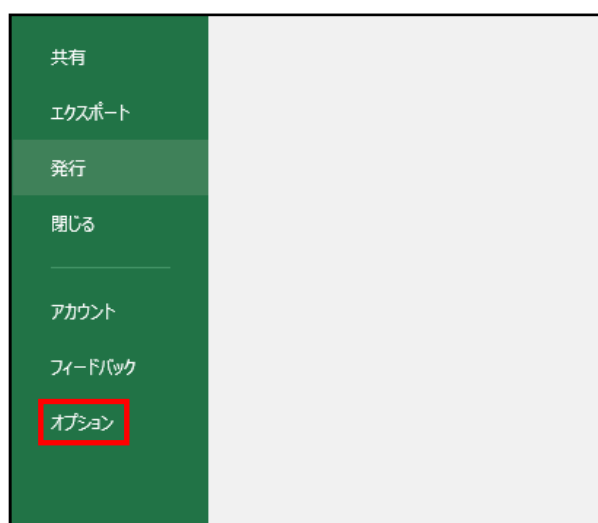 共有
エクスポート
発行
閉じる
アカウント
フィードバック
オプション